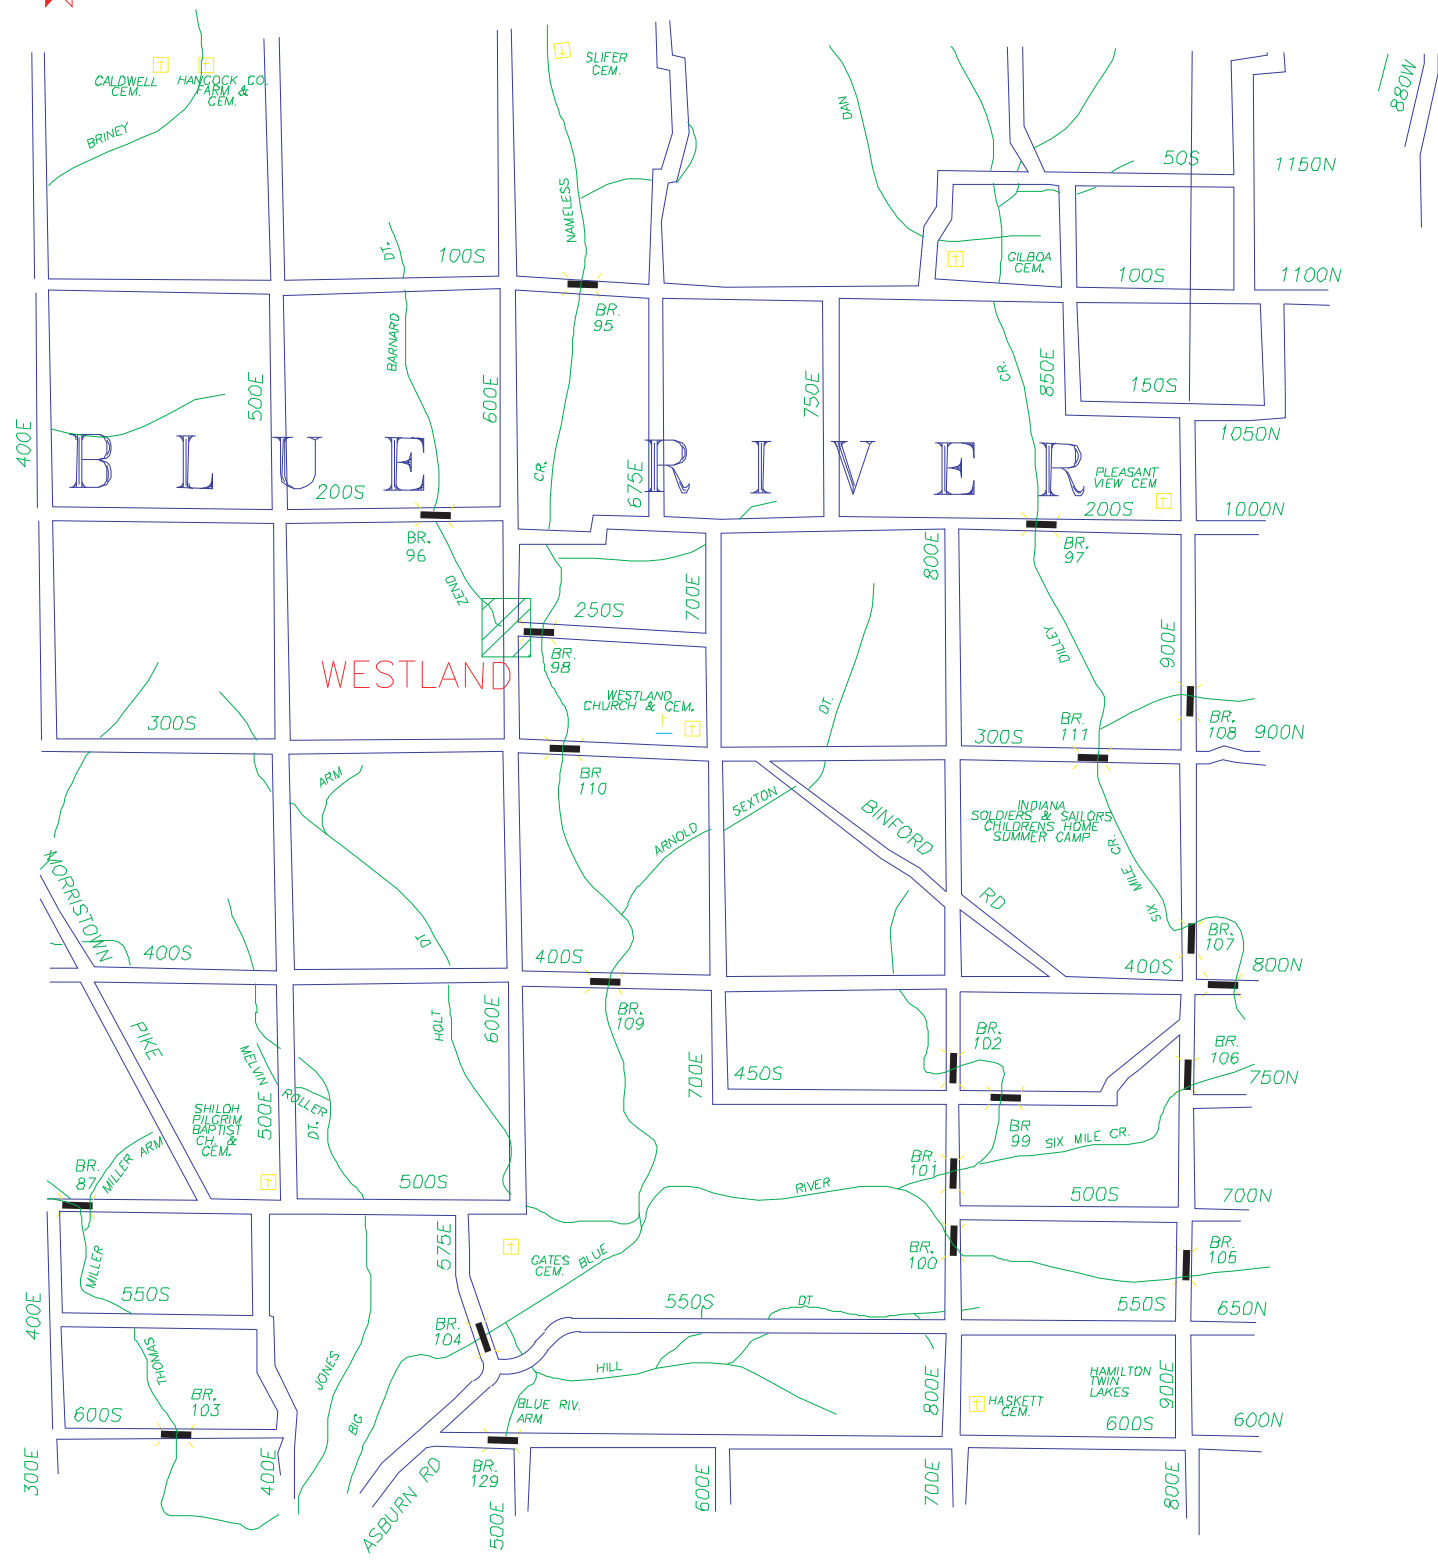 SLIFER
CEM.
CALDWELL
CEM.
HANCOCK CO.
FARM &
CEM.
BRINEY
DAN
880W
50S
1150N
NAMELESS
DT.
100S
GILBOA
CEM.
100S
1100N
BR.
95
BARNARD
CR.
850E
500E
600E
750E
150S
400E
1050N
BLUE RIVER
CR.
675E
PLEASANT
VIEW CEM
200S
200S
1000N
BR.
96
BR.
97
800E
ZEND
250S
700E
DILLEY
900E
BR.
98
WESTLAND
WESTLAND
CHURCH & CEM.
DT.
300S
BR.
111
BR.
108
300S
900N
ARM
BR
110
SEXTON
BINFORD
RD
INDIANA
SOLDIERS & SAILORS
CHILDRENS HOME
SUMMER CAMP
ARNOLD
MORRISTOWN
SIX MILE CR.
DT
BR.
107
400S
400S
400S
800N
PIKE
HOLT
600E
BR.
109
BR.
102
BR.
106
MELVIN
700E
450S
750N
ROLLER
DT.
500E
SHILOH
PILGRIM
BAPTIST
CH. &
CEM.
BR
99
SIX MILE CR.
MILLER ARM
BR.
87
BR.
101
500S
RIVER
500S
700N
575E
BR.
100
BR.
105
MILLER
GATES
CEM.
BLUE
550S
550S
DT
550S
650N
400E
BR.
104
THOMAS
JONES
HILL
800E
HAMILTON
TWIN
LAKES
900E
BR.
103
BLUE RIV.
ARM
HASKETT
CEM.
600S
BIG
600S
600N
300E
400E
BR.
129
ASBURN RD
500E
600E
700E
800E